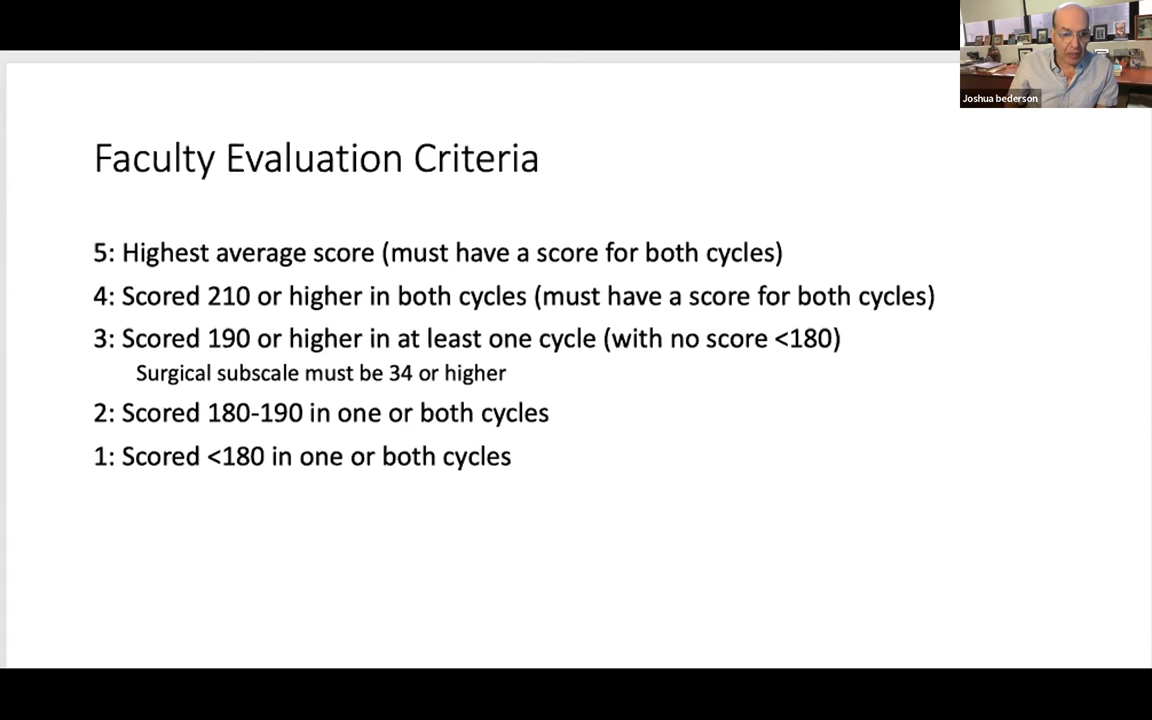 Joshua bederson
Faculty Evaluation Criteria
5: Highest average score (must have a score for both cycles)
4: Scored 210 or higher in both cycles (must have a score for both cycles)
3: Scored 190 or higher in at least one cycle (with no score <180)
Surgical subscale must be 34 or higher
2: Scored 180-190 in one or both cycles
1: Scored <180 in one or both cycles